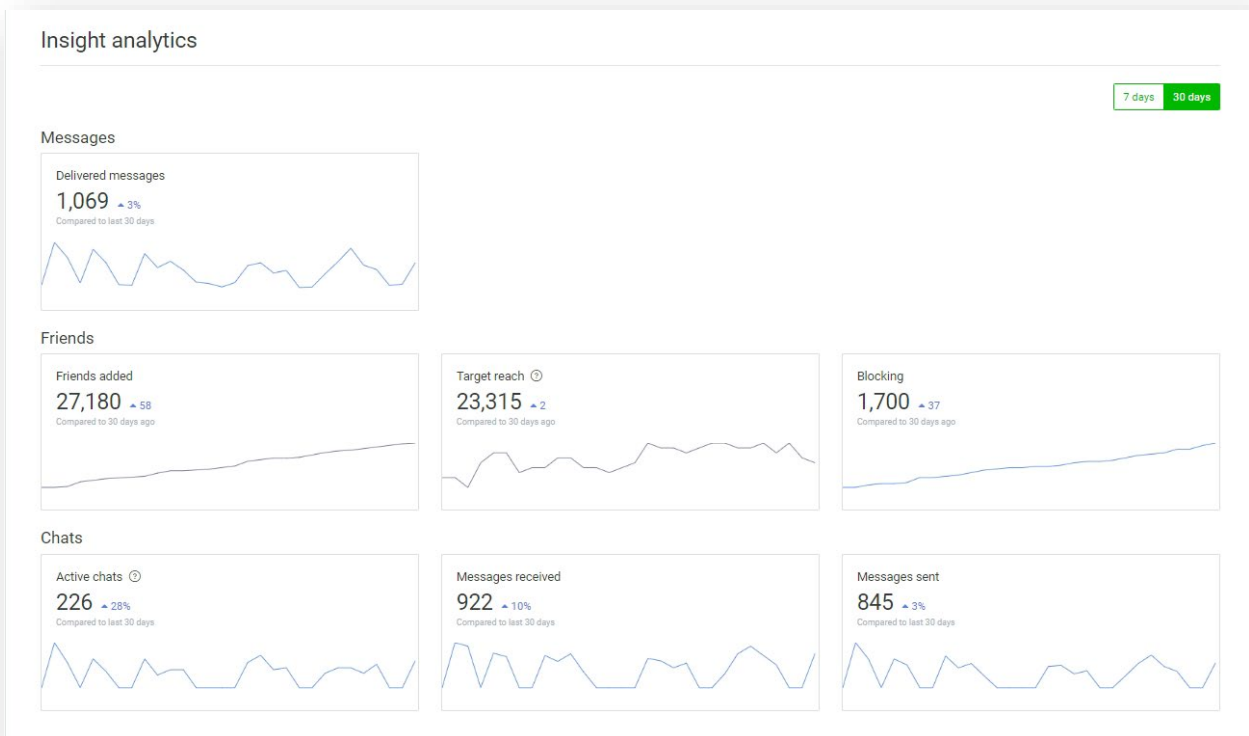 Insight analytics
7 days 30 days
Messages
Delivered messages
1,069 3%
Compared to last 30 days
Friends
Friends added
27,180 58
Compared to 30 days ago
Target reach ?
23,315 2
Compared to 30 days ago
Blocking
1,700 37
Compared to 30 days ago
Chats
Active chats ?
226 28%
Compared to last 30 days
Messages received
922 10%
Compared to last 30 days
Messages sent
845 3%
Compared to last 30 days